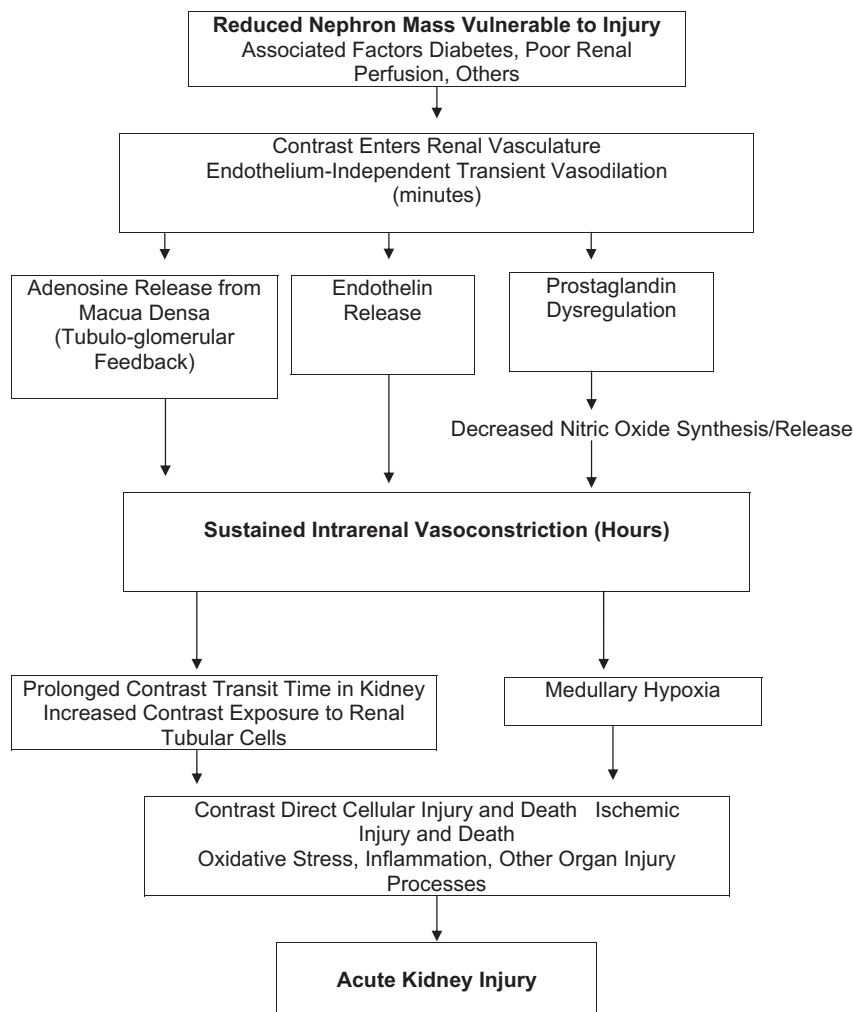 Reduced Nephron Mass Vulnerable to Injury
Associated Factors Diabetes, Poor Renal
Perfusion, Others
Contrast Enters Renal Vasculature
Endothelium-Independent Transient Vasodilation
(minutes)
Adenosine Release from
Macua Densa
(Tubulo-glomerular
Feedback)
Endothelin
Release
Prostaglandin
Dysregulation
Decreased Nitric Oxide Synthesis/Release
Sustained Intrarenal Vasoconstriction (Hours)
Prolonged Contrast Transit Time in Kidney
Increased Contrast Exposure to Renal
Tubular Cells
Medullary Hypoxia
Contrast Direct Cellular Injury and Death Ischemic
Injury and Death
Oxidative Stress, Inflammation, Other Organ Injury
Processes
Acute Kidney Injury